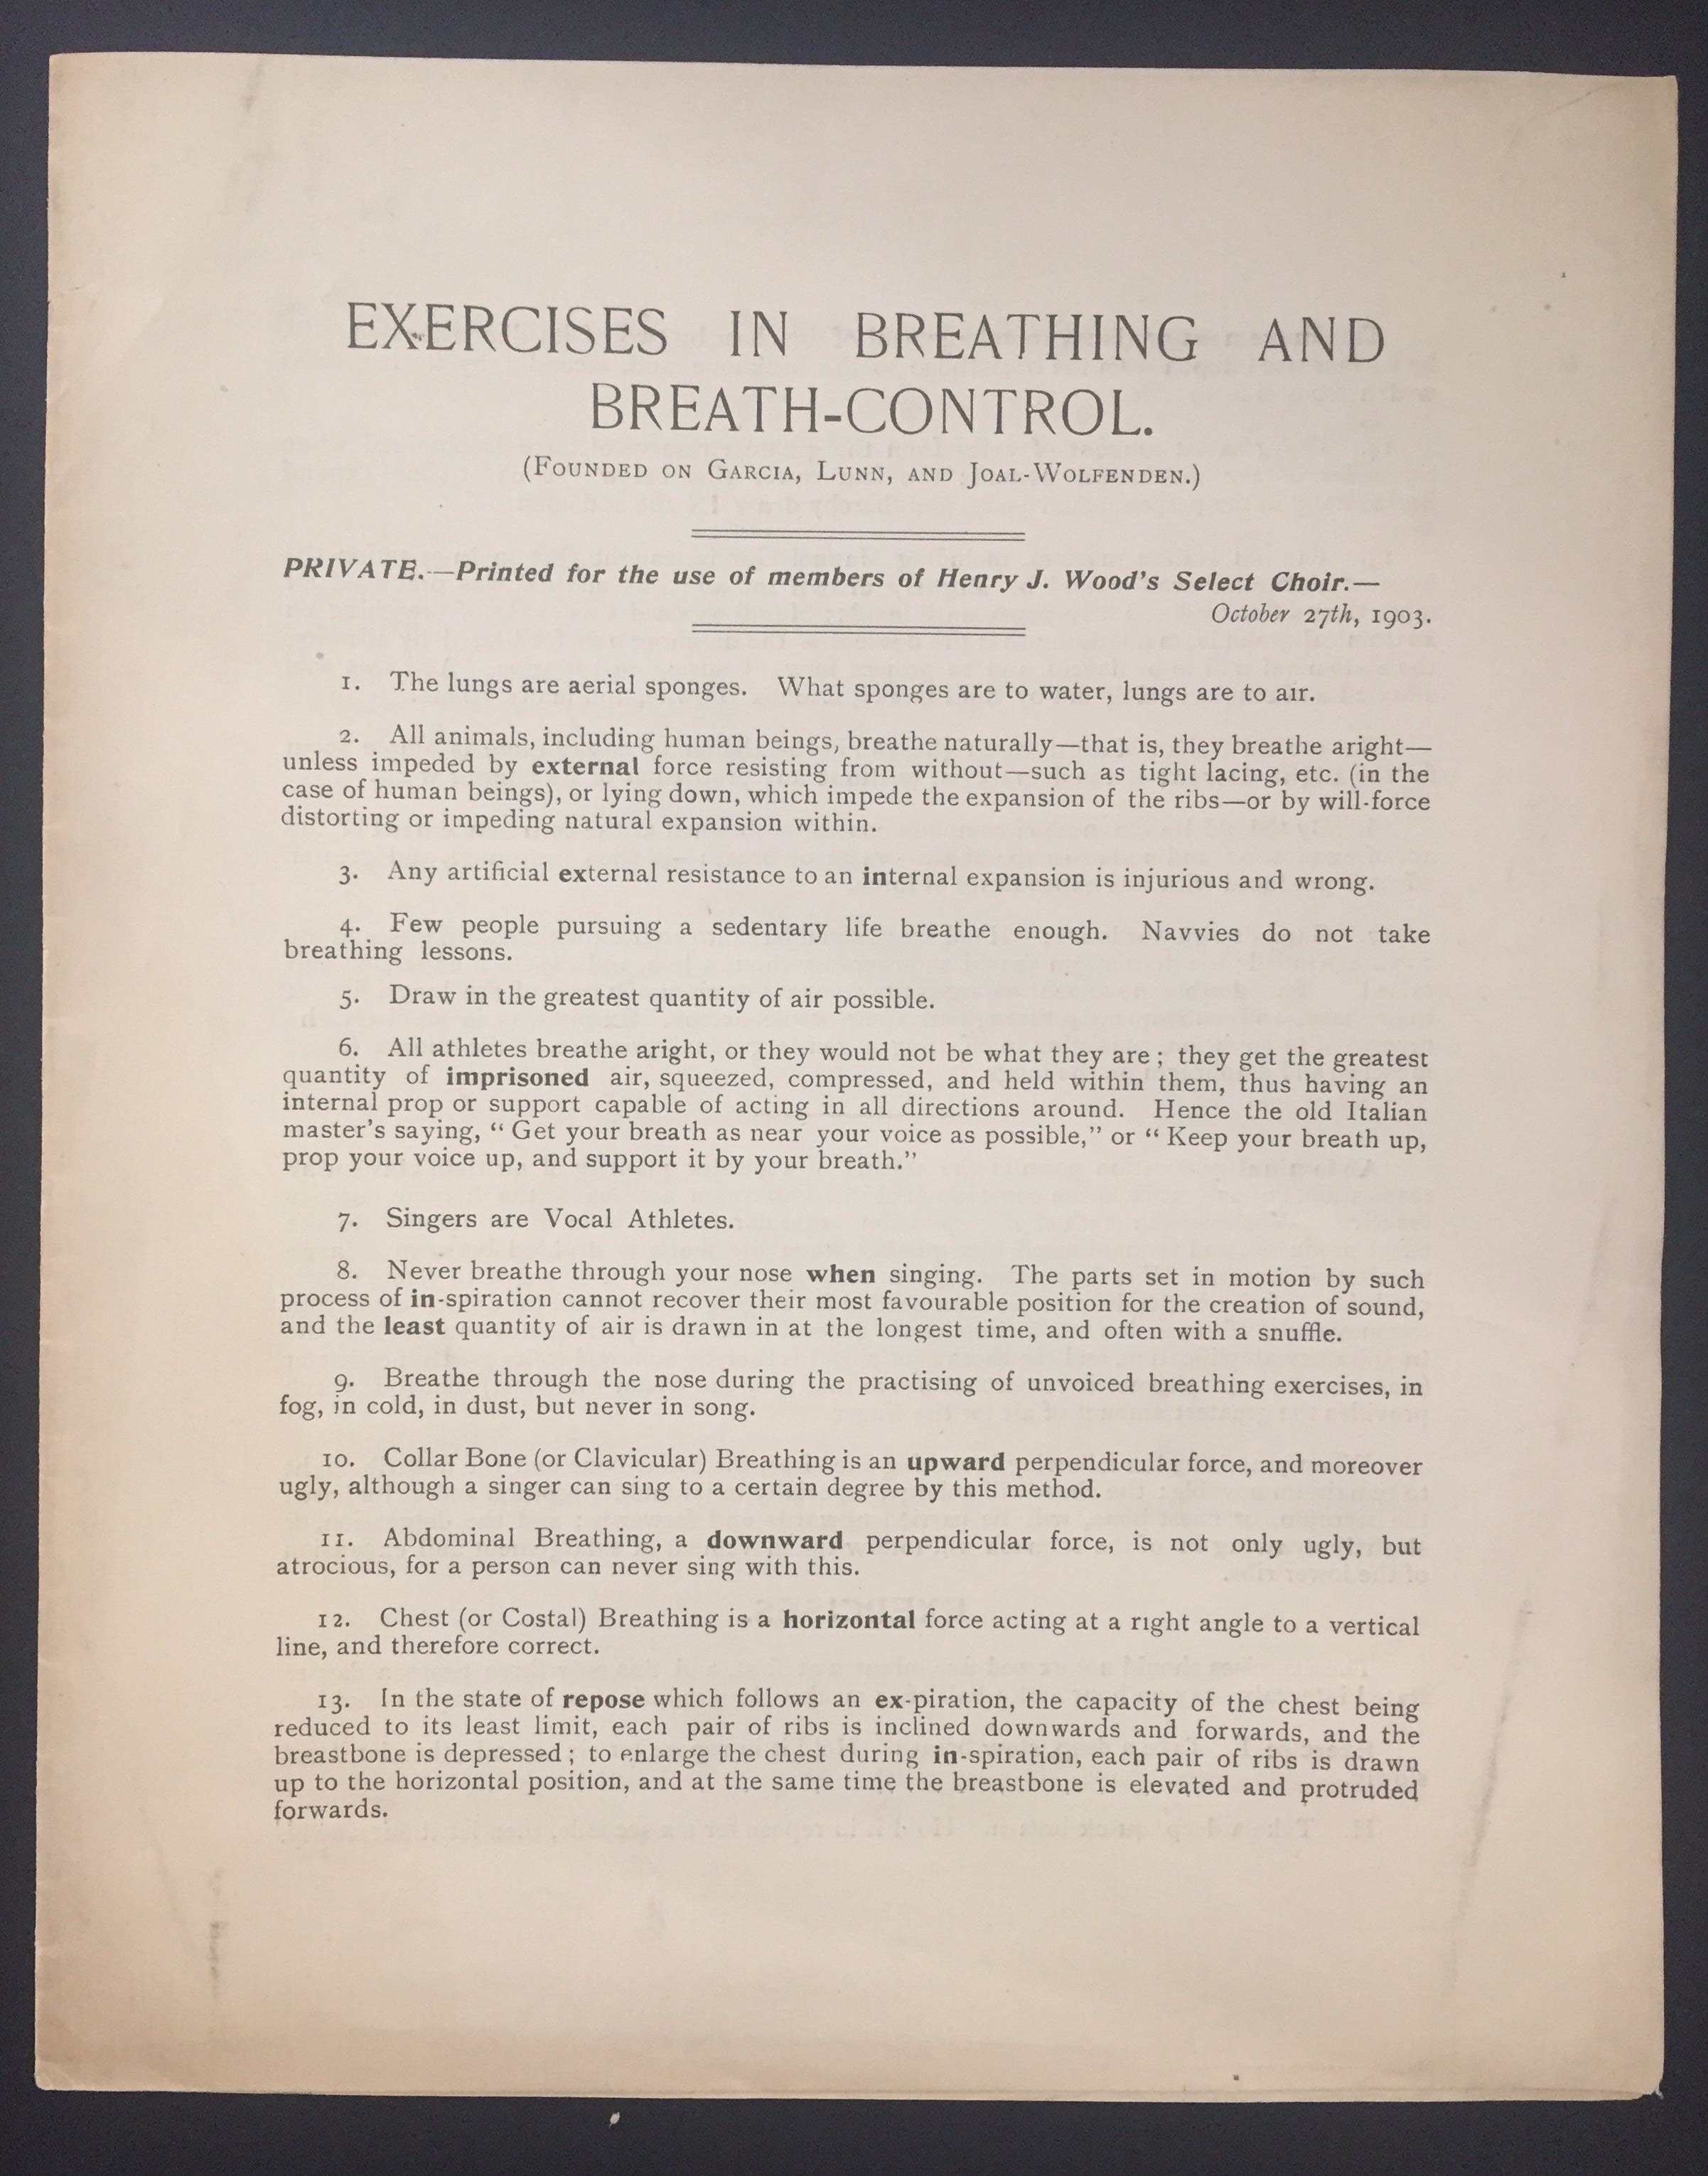 EXERCISES IN BREATHING AND
BREATH-CONTROL.
(Founded on Garcia, Lunn, and Joal-Wolfenden.)
PRIVATE.—Printed for the use of members of Henry J. Wood's Select Choir.—
October 27th, 1903.
1. The lungs are aerial sponges. What sponges are to water, lungs are to air.
2. All animals, including human beings, breathe naturally—that is, they breathe aright—
unless impeded by external force resisting from without—such as tight lacing, etc. (in the
case of human beings), or lying down, which impede the expansion of the ribs—or by will-force
distorting or impeding natural expansion within.
3. Any artificial external resistance to an internal expansion is injurious and wrong.
4. Few people pursuing a sedentary life breathe enough. Navvies do not take
breathing lessons.
5. Draw in the greatest quantity of air possible.
6. All athletes breathe aright, or they would not be what they are; they get the greatest
quantity of imprisoned air, squeezed, compressed, and held within them, thus having an
internal prop or support capable of acting in all directions around. Hence the old Italian
master's saying, "Get your breath as near your voice as possible," or "Keep your breath up,
prop your voice up, and support it by your breath."
7. Singers are Vocal Athletes.
8. Never breathe through your nose when singing. The parts set in motion by such
process of in-spiration cannot recover their most favourable position for the creation of sound,
and the least quantity of air is drawn in at the longest time, and often with a snuffle.
9. Breathe through the nose during the practising of unvoiced breathing exercises, in
fog, in cold, in dust, but never in song.
10. Collar Bone (or Clavicular) Breathing is an upward perpendicular force, and moreover
ugly, although a singer can sing to a certain degree by this method.
11. Abdominal Breathing, a downward perpendicular force, is not only ugly, but
atrocious, for a person can never sing with this.
12. Chest (or Costal) Breathing is a horizontal force acting at a right angle to a vertical
line, and therefore correct.
13. In the state of repose which follows an ex-piration, the capacity of the chest being
reduced to its least limit, each pair of ribs is inclined downwards and forwards, and the
breastbone is depressed; to enlarge the chest during in-spiration, each pair of ribs is drawn
up to the horizontal position, and at the same time the breastbone is elevated and protruded
forwards.